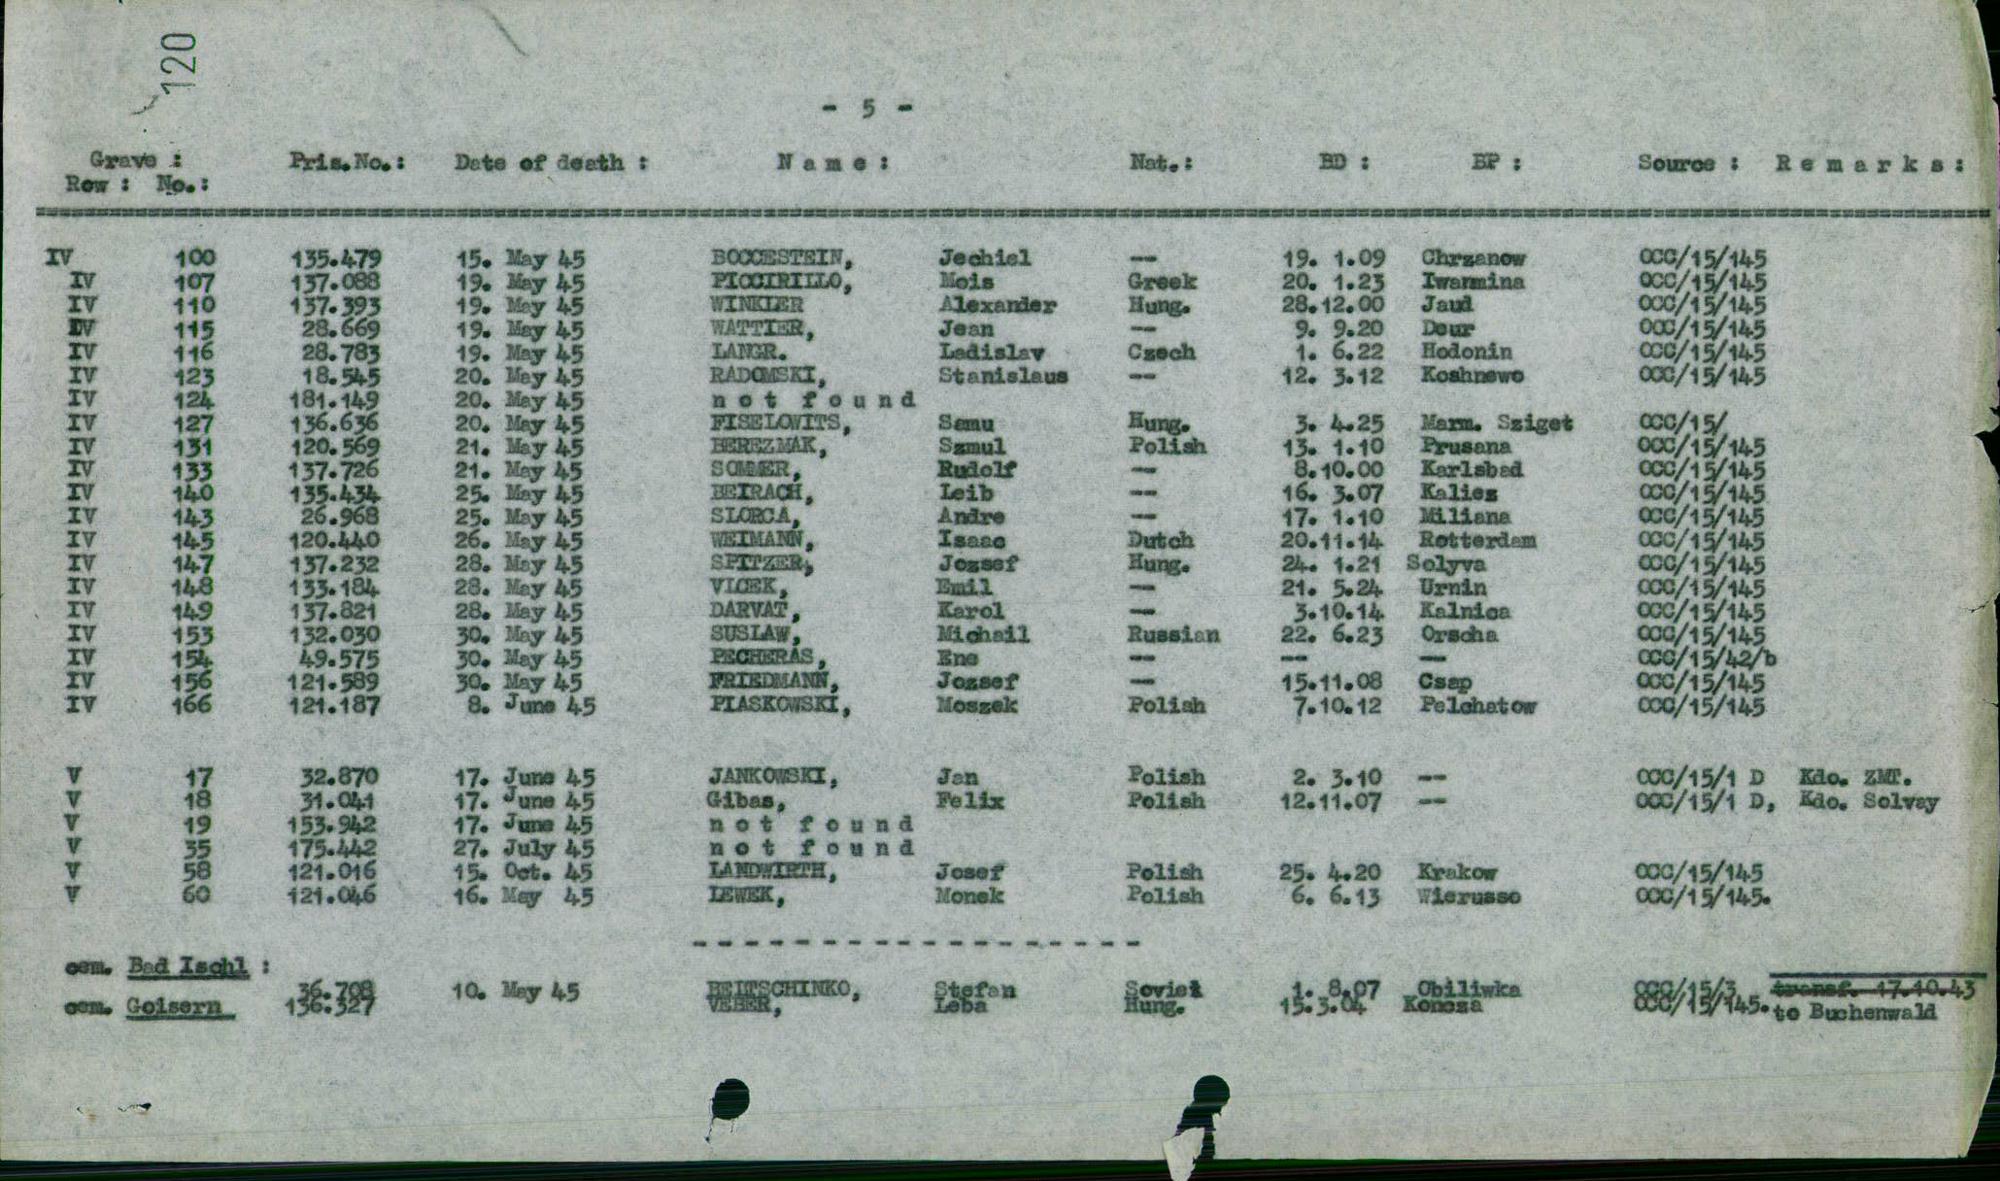 120
- 5 -
Grave : Pris.No.: Date of death : N a m e : Nat.: BD : BP : Source : R e m a r k s :
Row : No.:
IV 100 135.479 15. May 45 BOCCESTEIN, Jechiel -- 19. 1.09 Chrzanow OCC/15/145
IV 107 137.088 19. May 45 PICCIRILLO, Mois Greek 20. 1.23 Iwanmina OCC/15/145
IV 110 137.393 19. May 45 WINKLER Alexander Hung. 28.12.00 Jaud OCC/15/145
IV 115 28.669 19. May 45 WATTIER, Jean -- 9. 9.20 Dour OCC/15/145
IV 116 28.783 19. May 45 LANGR. Ladislav Czech 1. 6.22 Hodonin OCC/15/145
IV 123 18.545 20. May 45 RADOMSKI, Stanislaus -- 12. 3.12 Koshnewo OCC/15/145
IV 124 181.149 20. May 45 n o t f o u n d
IV 127 136.636 20. May 45 FISELOWITS, Samu Hung. 3. 4.25 Marm. Sziget OCC/15/
IV 131 120.569 21. May 45 BEREZMAK, Szmul Polish 13. 1.10 Prusana OCC/15/145
IV 133 137.726 21. May 45 SOMMER, Rudolf -- 8.10.00 Karlsbad OCC/15/145
IV 140 135.434 25. May 45 BEIRACH, Leib -- 16. 3.07 Kalies OCC/15/145
IV 143 26.968 25. May 45 SLORCA, Andre -- 17. 1.10 Miliana OCC/15/145
IV 145 120.440 26. May 45 WEIMANN, Isaac Dutch 20.11.14 Rotterdam OCC/15/145
IV 147 137.232 28. May 45 SPITZER, Jozsef Hung. 24. 1.21 Solyva OCC/15/145
IV 148 133.184 28. May 45 VLCEK, Emil -- 21. 5.24 Urnin OCC/15/145
IV 149 137.821 28. May 45 DARVAT, Karol -- 3.10.14 Kalnica OCC/15/145
IV 153 132.030 30. May 45 SUSLAW, Michail Russian 22. 6.23 Orscha OCC/15/145
IV 154 49.575 30. May 45 PECHERAS, Ene -- -- -- OCC/15/42/b
IV 156 121.589 30. May 45 FRIEDMANN, Jozsef -- 15.11.08 Csap OCC/15/145
IV 166 121.187 8. June 45 PIASKOWSKI, Moszek Polish 7.10.12 Pelchatow OCC/15/145
V 17 32.870 17. June 45 JANKOWSKI, Jan Polish 2. 3.10 -- OCC/15/1 D Kdo. ZMT.
V 18 31.041 17. June 45 Gibas, Felix Polish 12.11.07 -- OCC/15/1 D, Kdo. Solvay
V 19 153.942 17. June 45 n o t f o u n d
V 35 175.442 27. July 45 n o t f o u n d
V 58 121.016 15. Oct. 45 LANDWIRTH, Josef Polish 25. 4.20 Krakow OCC/15/145
V 60 121.046 16. May 45 LEWEK, Monek Polish 6. 6.13 Wierusso OCC/15/145.
cem. Bad Ischl :
36.708 10. May 45 BEITSCHINKO, Stefan Soviet 1. 8.07 Obiliwka OCC/15/3 transf. 17.10.43
cem. Goisern 136.327 VEBER, Leba Hung. 15.3.04 Koncza OCC/15/145. to Buchenwald